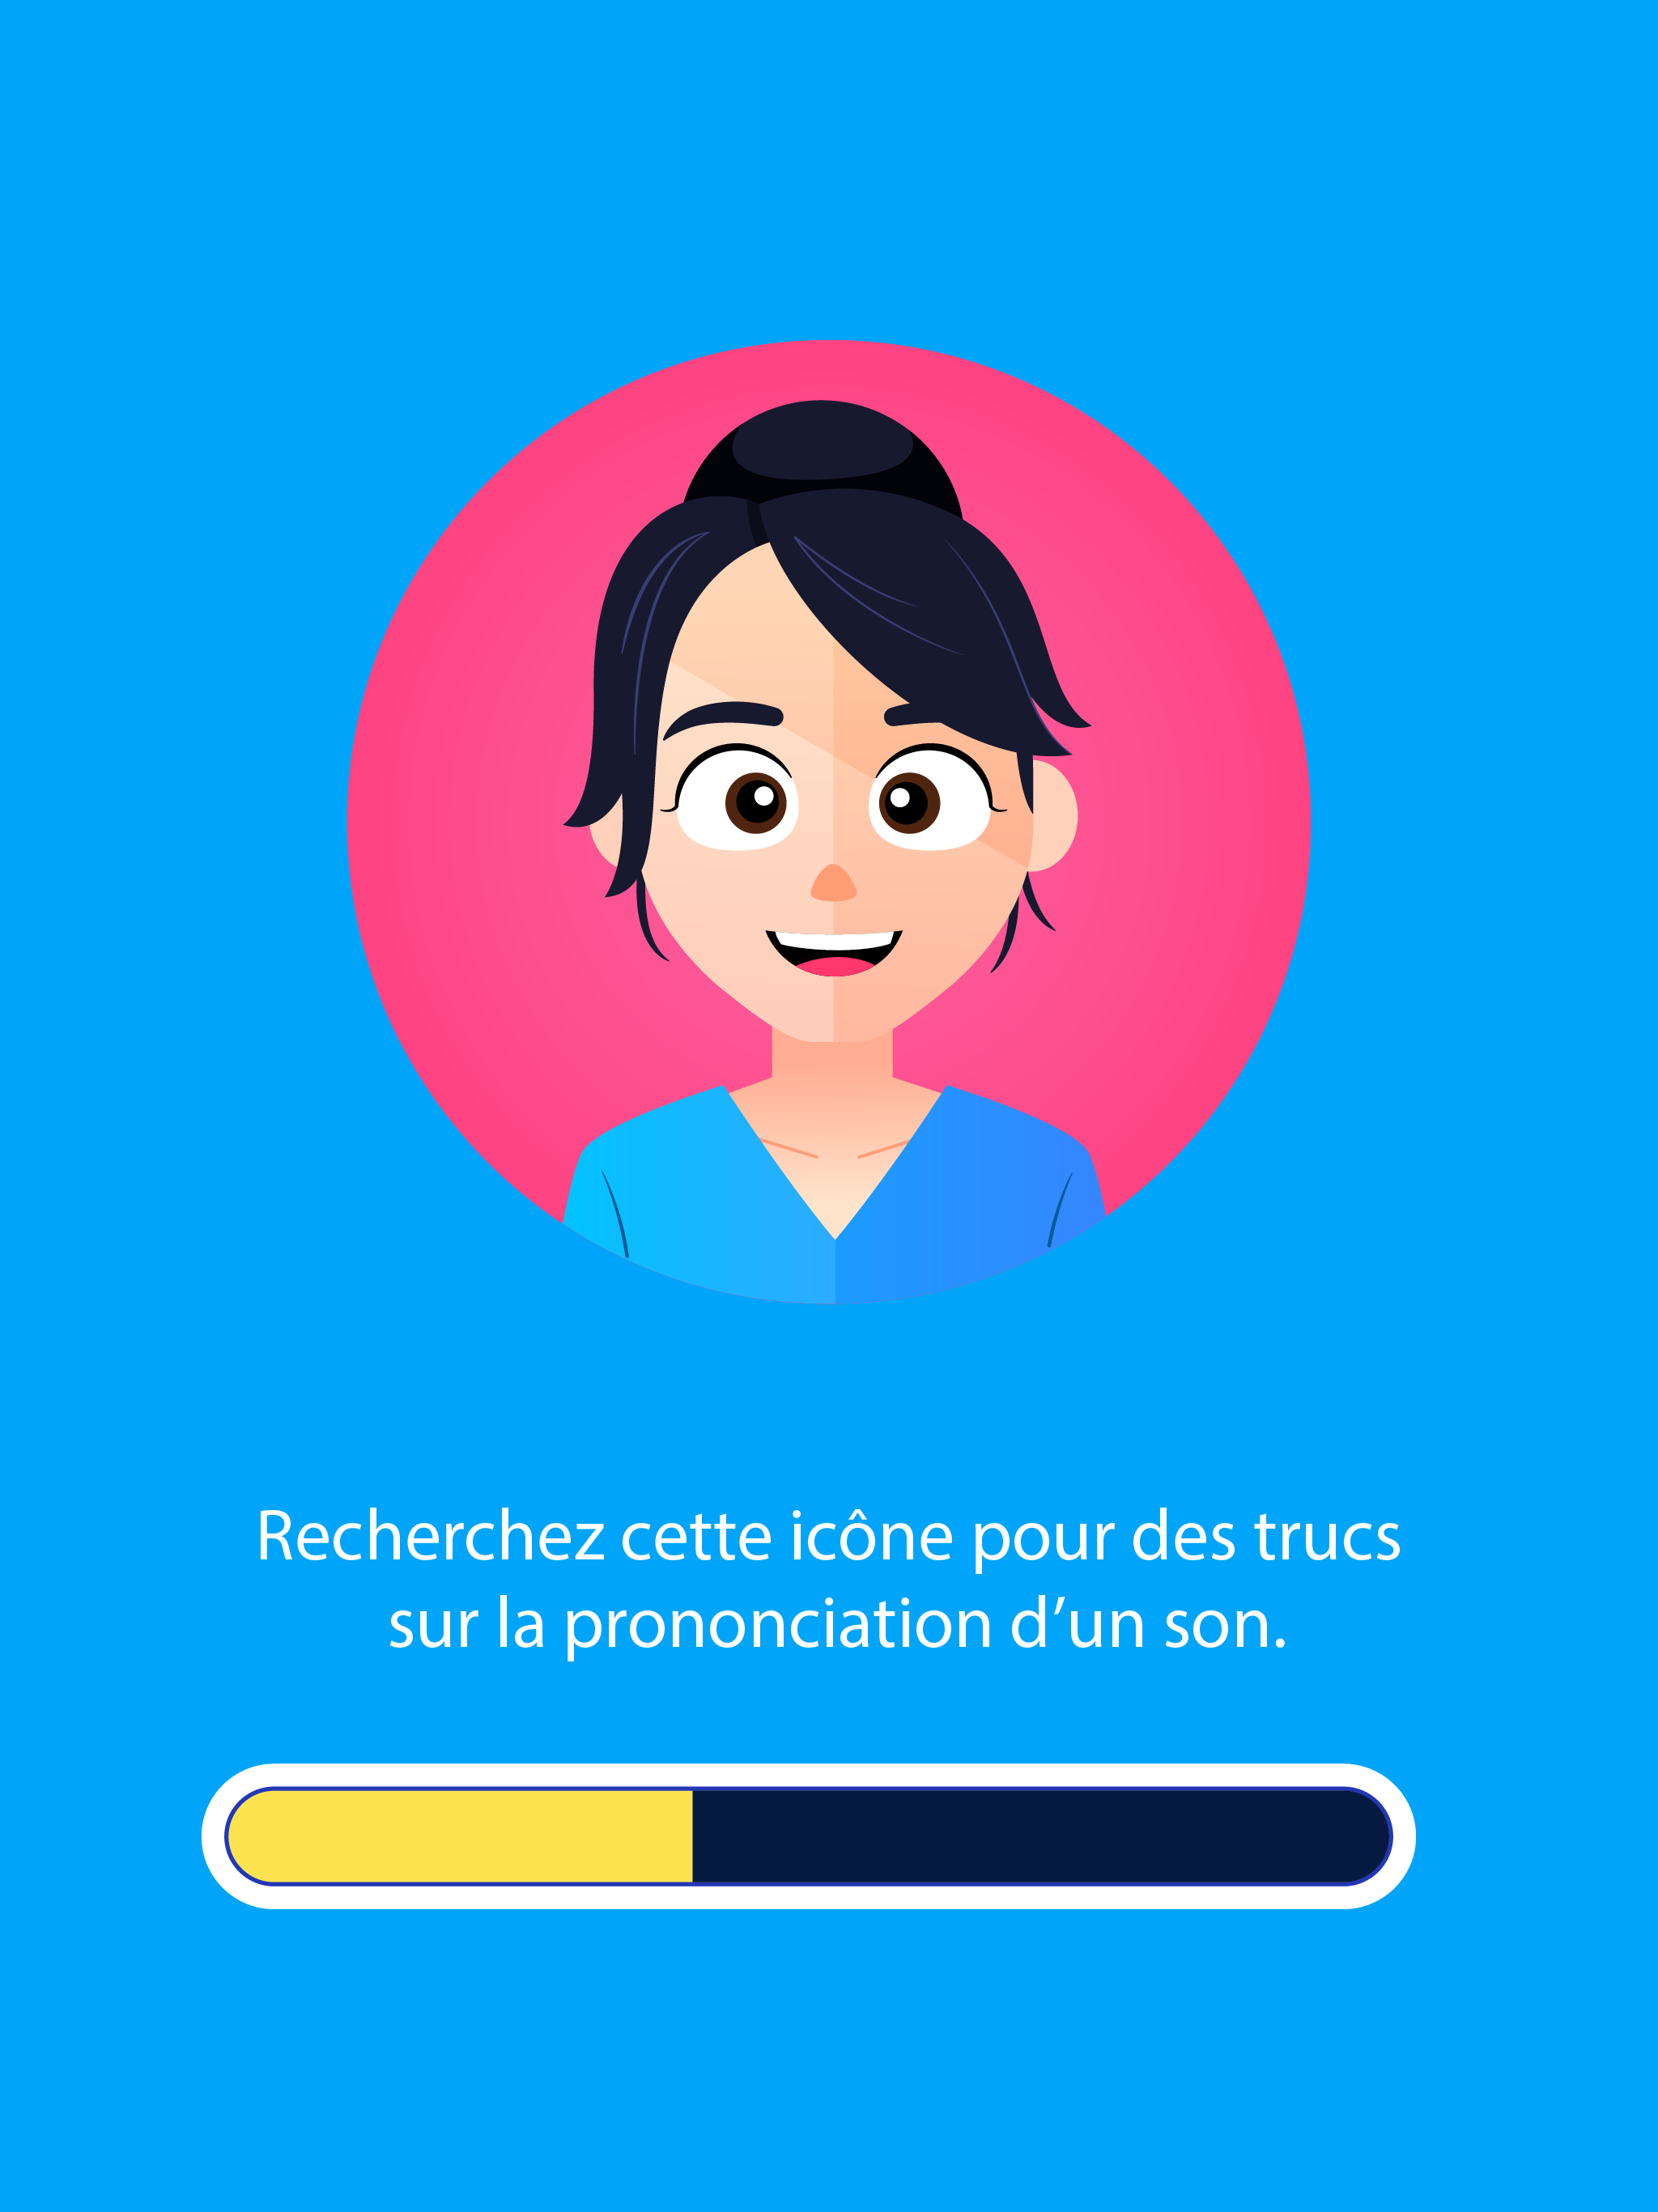 Recherchez cette icône pour des trucs
sur la prononciation d’un son.